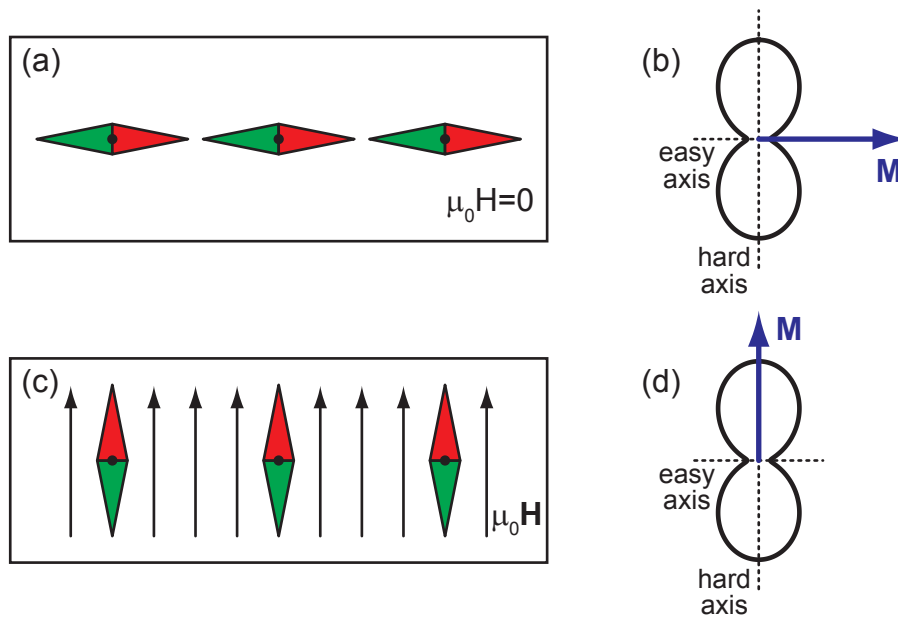 (a)
μ₀H=0
(b)
easy
axis
M
hard
axis
(c)
μ₀H
(d)
M
easy
axis
hard
axis